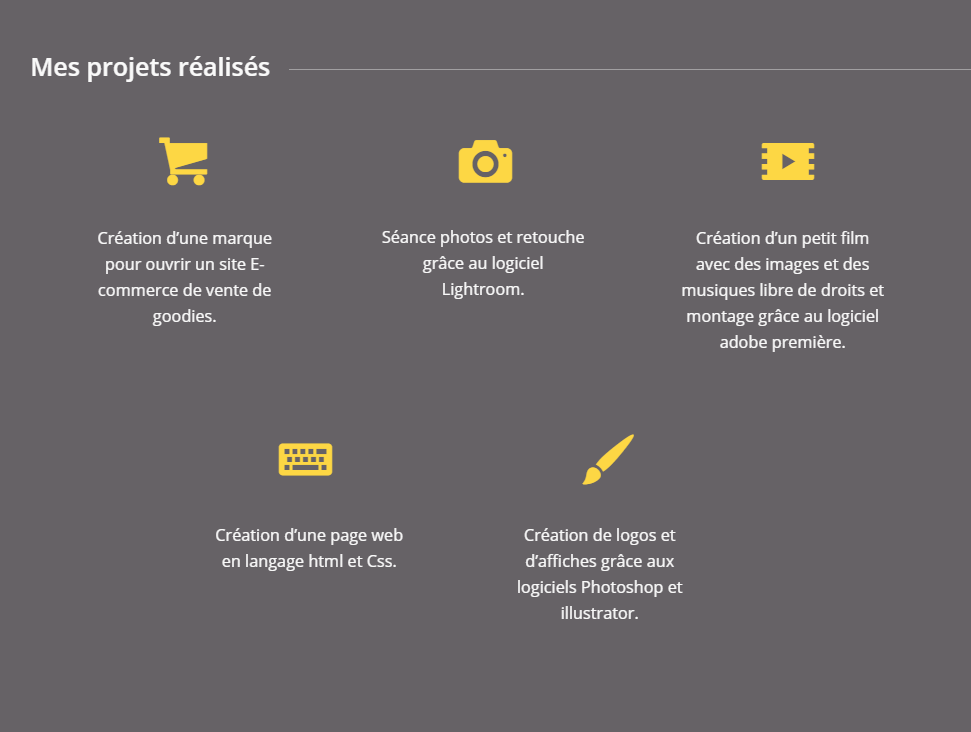 Mes projets réalisés
Création d’une marque
pour ouvrir un site E-
commerce de vente de
goodies.
Séance photos et retouche
grâce au logiciel
Lightroom.
Création d’un petit film
avec des images et des
musiques libre de droits et
montage grâce au logiciel
adobe première.
Création d’une page web
en langage html et Css.
Création de logos et
d’affiches grâce aux
logiciels Photoshop et
illustrator.